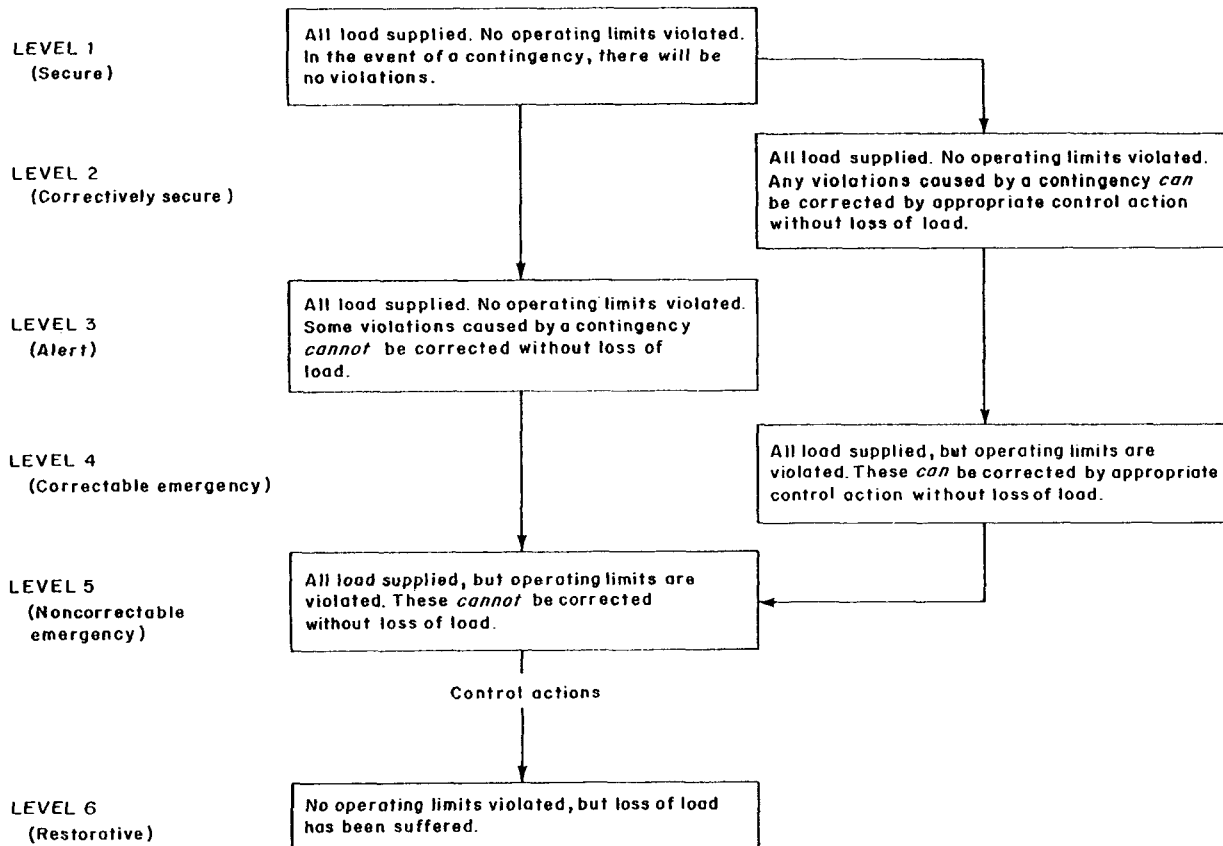 LEVEL 1
(Secure)
All load supplied. No operating limits violated.
In the event of a contingency, there will be
no violations.
LEVEL 2
(Correctively secure)
All load supplied. No operating limits violated.
Any violations caused by a contingency can
be corrected by appropriate control action
without loss of load.
LEVEL 3
(Alert)
All load supplied. No operating limits violated.
Some violations caused by a contingency
cannot be corrected without loss of
load.
LEVEL 4
(Correctable emergency)
All load supplied, but operating limits are
violated. These can be corrected by appropriate
control action without loss of load.
LEVEL 5
(Noncorrectable
emergency)
All load supplied, but operating limits are
violated. These cannot be corrected
without loss of load.
Control actions
LEVEL 6
(Restorative)
No operating limits violated, but loss of load
has been suffered.